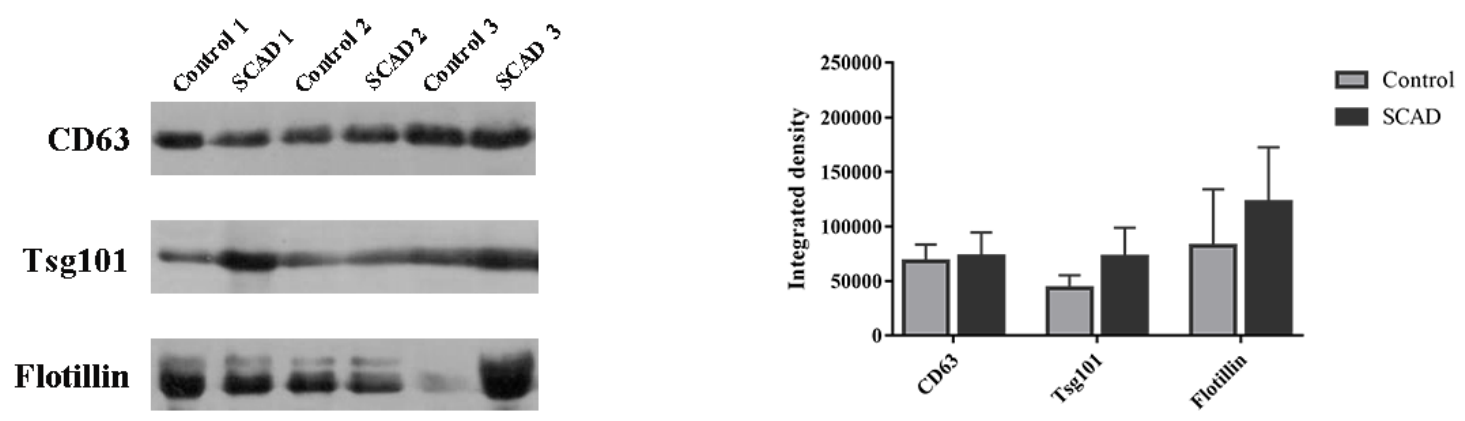 Control 1 SCAD 1 Control 2 SCAD 2 Control 3 SCAD 3
CD63
Tsg101
Flotillin
Integrated density
250000
200000
150000
100000
50000
0
CD63 Tsg101 Flotillin
Control
SCAD